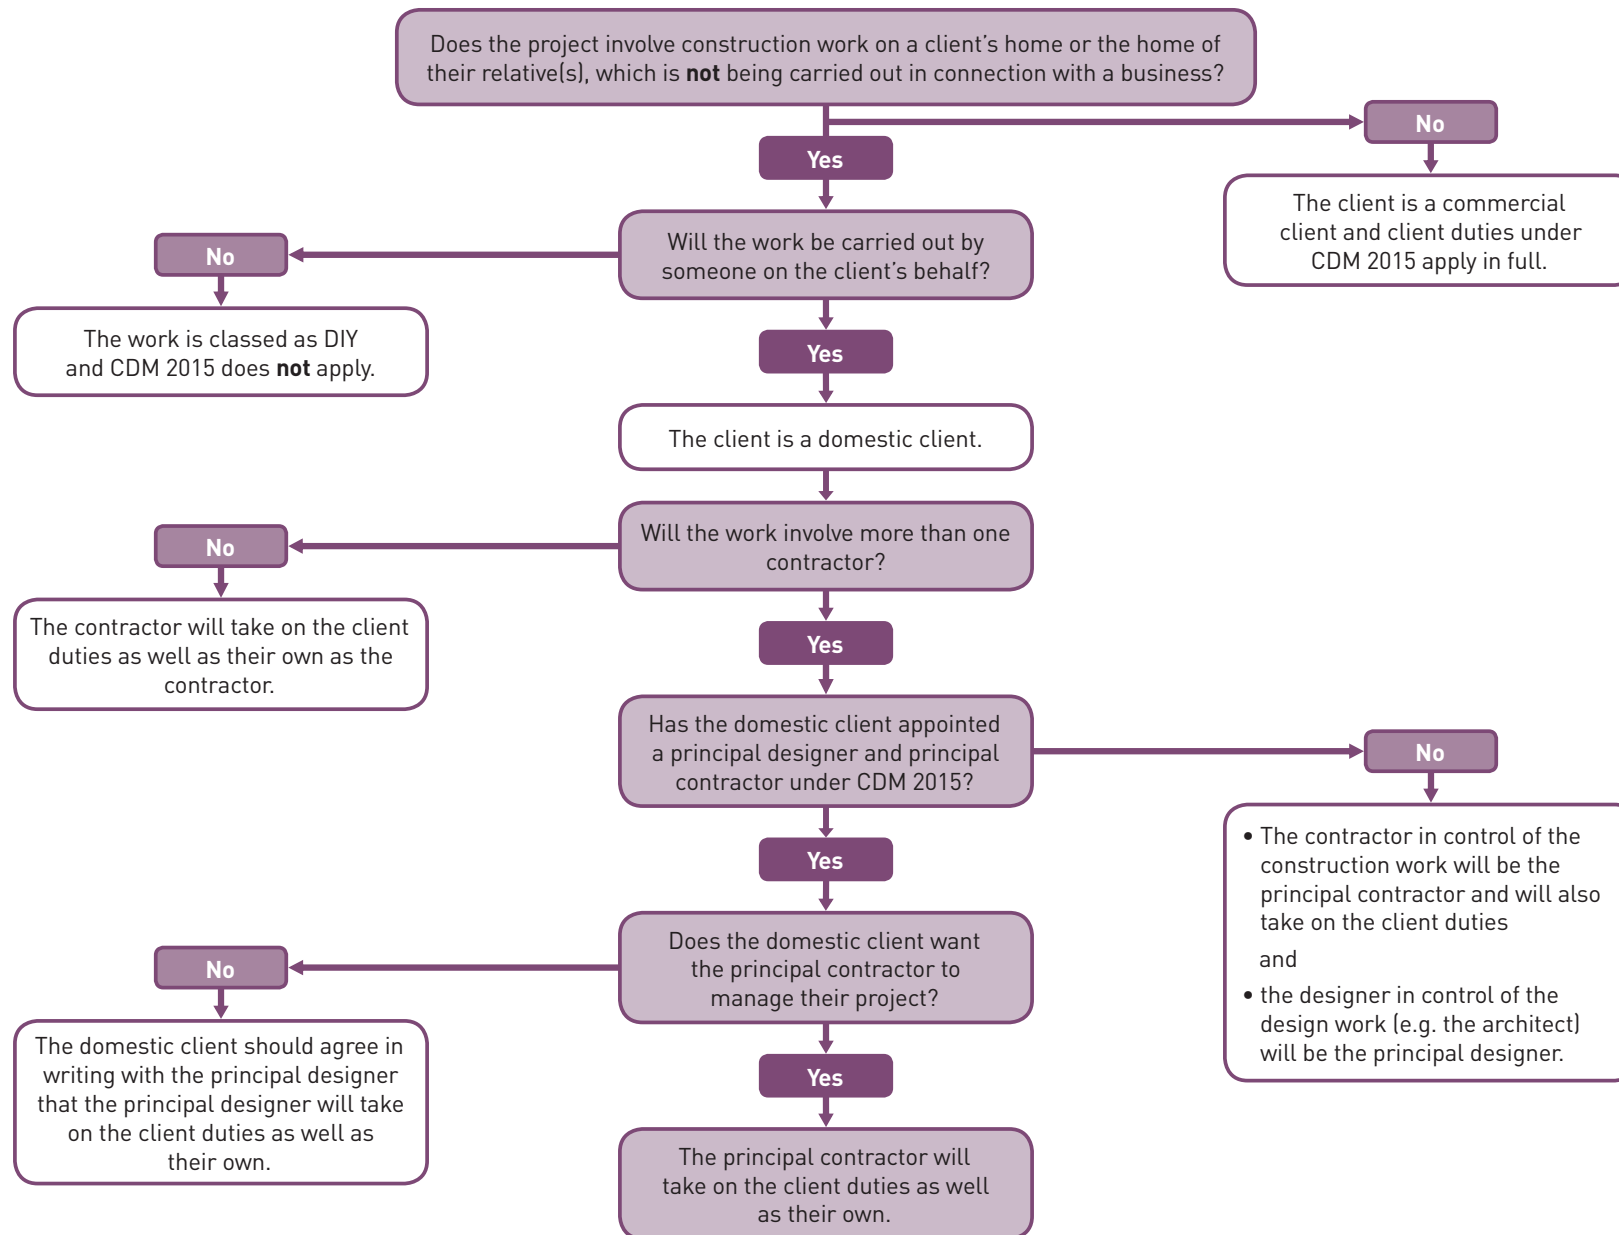 Does the project involve construction work on a client’s home or the home of
their relative(s), which is not being carried out in connection with a business?
No
Yes
The client is a commercial
client and client duties under
CDM 2015 apply in full.
Will the work be carried out by
someone on the client’s behalf?
No
The work is classed as DIY
and CDM 2015 does not apply.
Yes
The client is a domestic client.
Will the work involve more than one
contractor?
No
The contractor will take on the client
duties as well as their own as the
contractor.
Yes
Has the domestic client appointed
a principal designer and principal
contractor under CDM 2015?
No
• The contractor in control of the
construction work will be the
principal contractor and will also
take on the client duties
and
• the designer in control of the
design work (e.g. the architect)
will be the principal designer.
Yes
Does the domestic client want
the principal contractor to
manage their project?
No
The domestic client should agree in
writing with the principal designer
that the principal designer will take
on the client duties as well as
their own.
Yes
The principal contractor will
take on the client duties as well
as their own.